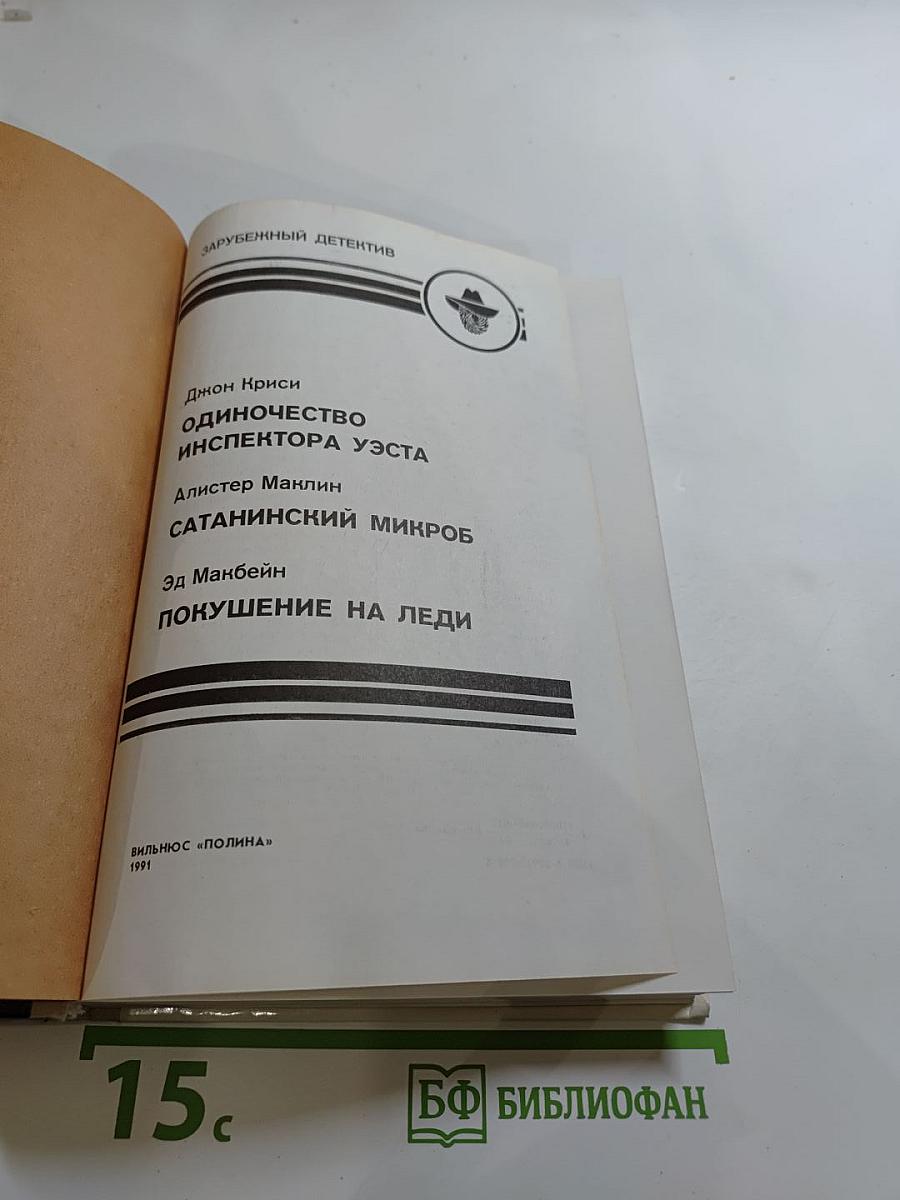 ЗАРУБЕЖНЫЙ ДЕТЕКТИВ
Джон Криси
ОДИНОЧЕСТВО
ИНСПЕКТОРА УЭСТА
Алистер Маклин
САТАНИНСКИЙ МИКРОБ
Эд Макбейн
ПОКУШЕНИЕ НА ЛЕДИ
ВИЛЬНЮС «ПОЛИНА»
1991
15 с
БФ БИБЛИОФАН